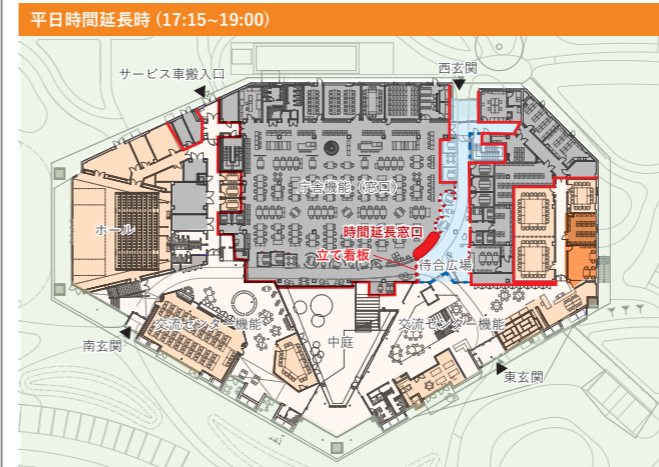 平日時間延長時 (17:15~19:00)
サービス車搬入口
西玄関
庁舎機能（窓口）
ホール
時間延長窓口
立て看板
待合広場
交流センター機能
中庭
交流センター機能
南玄関
東玄関